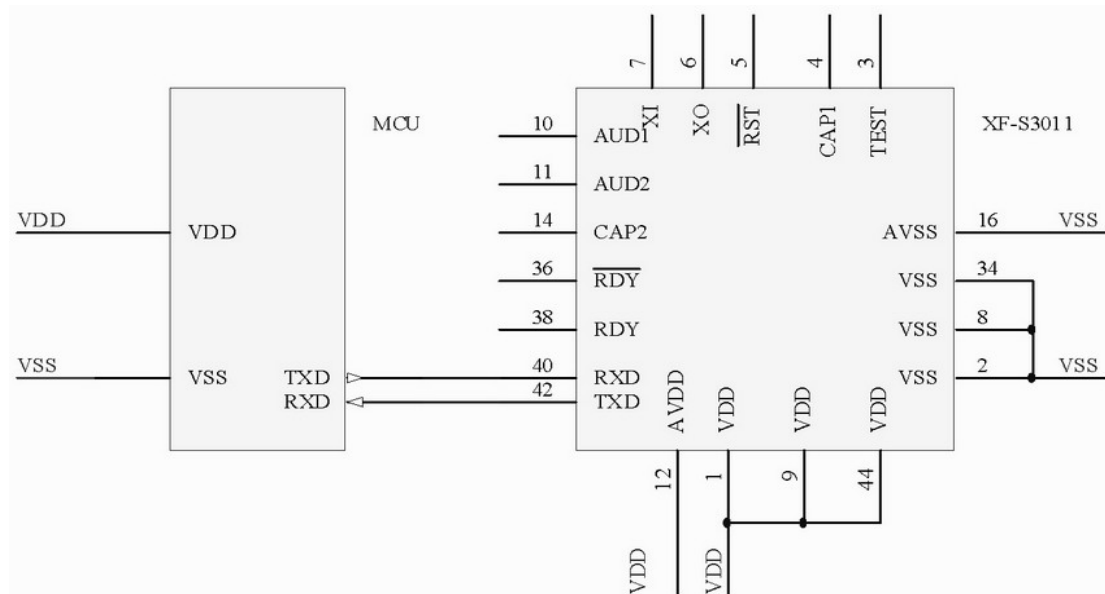 7 6 5 4 3
XI XO RST CAP1 TEST
MCU
XF-S3011
10 AUD1
11 AUD2
VDD VDD
14 CAP2
AVSS 16 VSS
36 RDY
VSS 34
38 RDY
VSS 8
VSS VSS
TXD
40 RXD
VSS 2 VSS
RXD
42 TXD
AVDD VDD VDD VDD
12 1 9 44
VDD VDD